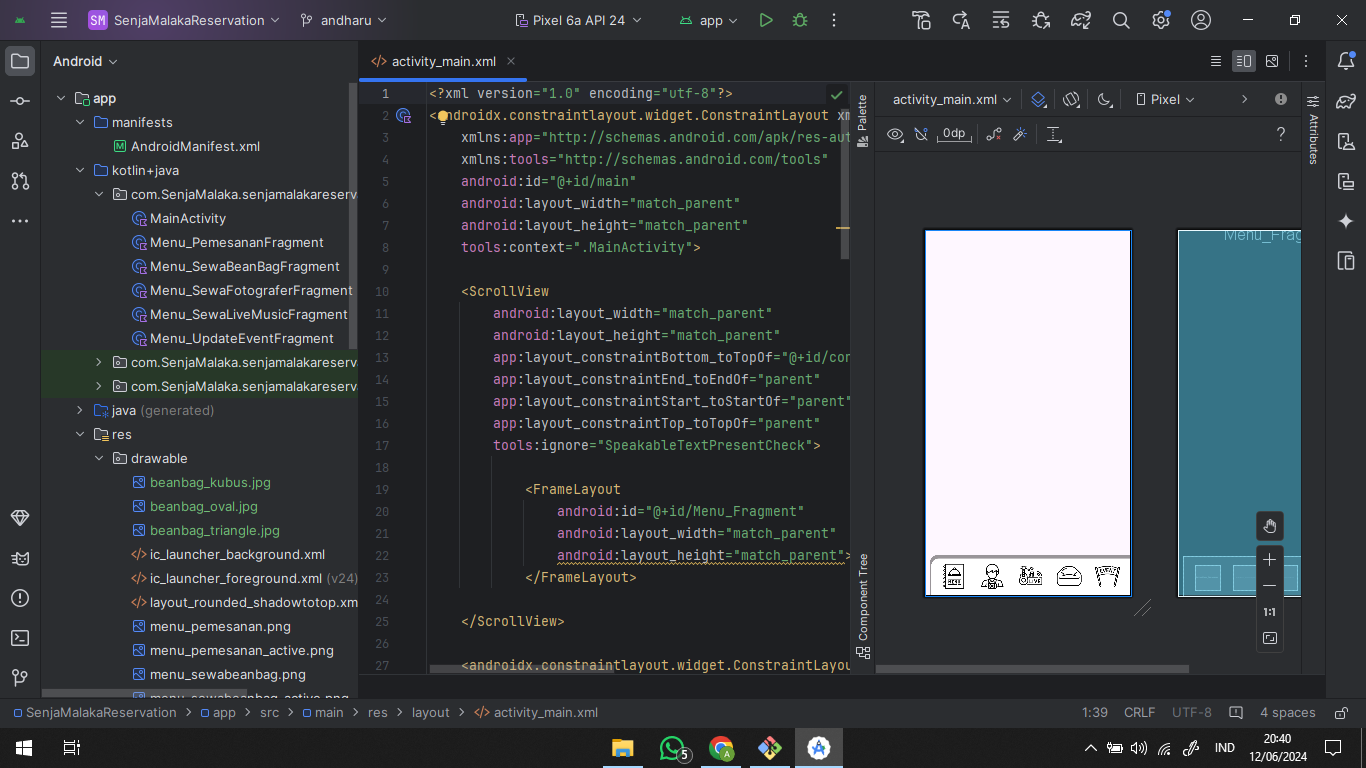 SM SenjaMalakaReservation andharu Pixel 6a API 24 app
Android
activity_main.xml
app
manifests
AndroidManifest.xml
kotlin+java
com.SenjaMalaka.senjamalakareserv
MainActivity
Menu_PemesananFragment
Menu_SewaBeanBagFragment
Menu_SewaFotograferFragment
Menu_SewaLiveMusicFragment
Menu_UpdateEventFragment
com.SenjaMalaka.senjamalakareserv
com.SenjaMalaka.senjamalakareserv
java (generated)
res
drawable
beanbag_kubus.jpg
beanbag_oval.jpg
beanbag_triangle.jpg
ic_launcher_background.xml
ic_launcher_foreground.xml (v24)
layout_rounded_shadowtotop.xm
menu_pemesanan.png
menu_pemesanan_active.png
menu_sewabeanbag.png
menu_sewabeanbag_active.png
1 <?xml version="1.0" encoding="utf-8"?>
2 <androidx.constraintlayout.widget.ConstraintLayout xm
3 xmlns:app="http://schemas.android.com/apk/res-aut
4 xmlns:tools="http://schemas.android.com/tools"
5 android:id="@+id/main"
6 android:layout_width="match_parent"
7 android:layout_height="match_parent"
8 tools:context=".MainActivity">
9
10 <ScrollView
11 android:layout_width="match_parent"
12 android:layout_height="match_parent"
13 app:layout_constraintBottom_toTopOf="@+id/con
14 app:layout_constraintEnd_toEndOf="parent"
15 app:layout_constraintStart_toStartOf="parent"
16 app:layout_constraintTop_toTopOf="parent"
17 tools:ignore="SpeakableTextPresentCheck">
18
19 <FrameLayout
20 android:id="@+id/Menu_Fragment"
21 android:layout_width="match_parent"
22 android:layout_height="match_parent">
23 </FrameLayout>
24
25 </ScrollView>
26
27 <androidx.constraintlayout.widget.ConstraintLayou
Palette
Component Tree
activity_main.xml Pixel
0dp
Attributes
Menu_Frag
LIVE
1:1
SenjaMalakaReservation > app > src > main > res > layout > activity_main.xml
1:39 CRLF UTF-8 4 spaces
5
A
IND
20:40
12/06/2024